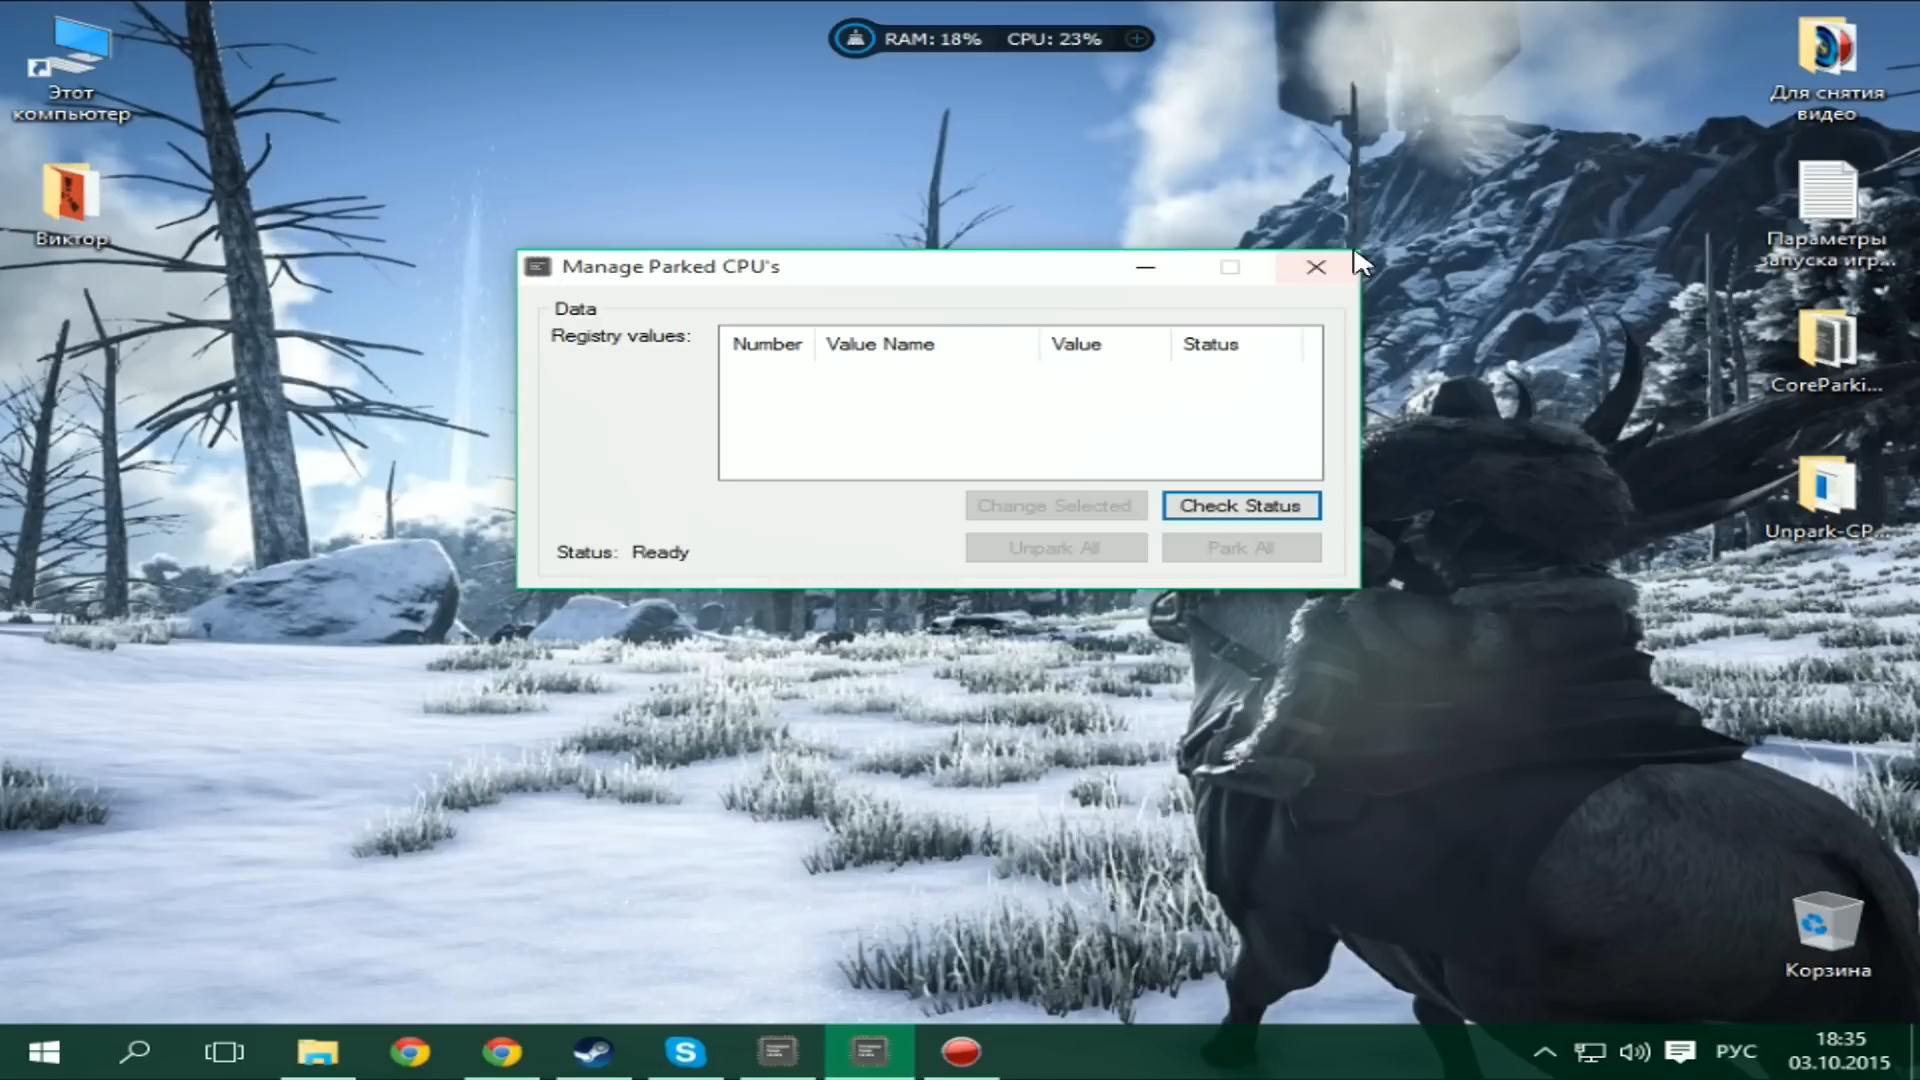 RAM: 18% CPU: 23%
Этот
компьютер
Виктор
Для снятия
видео
Параметры
запуска игр...
CoreParki...
Unpark-CP...
Корзина
Manage Parked CPU's
Data
Registry values:
Number Value Name Value Status
Change Selected Check Status
Status: Ready Unpark All Park All
РУС
18:35
03.10.2015